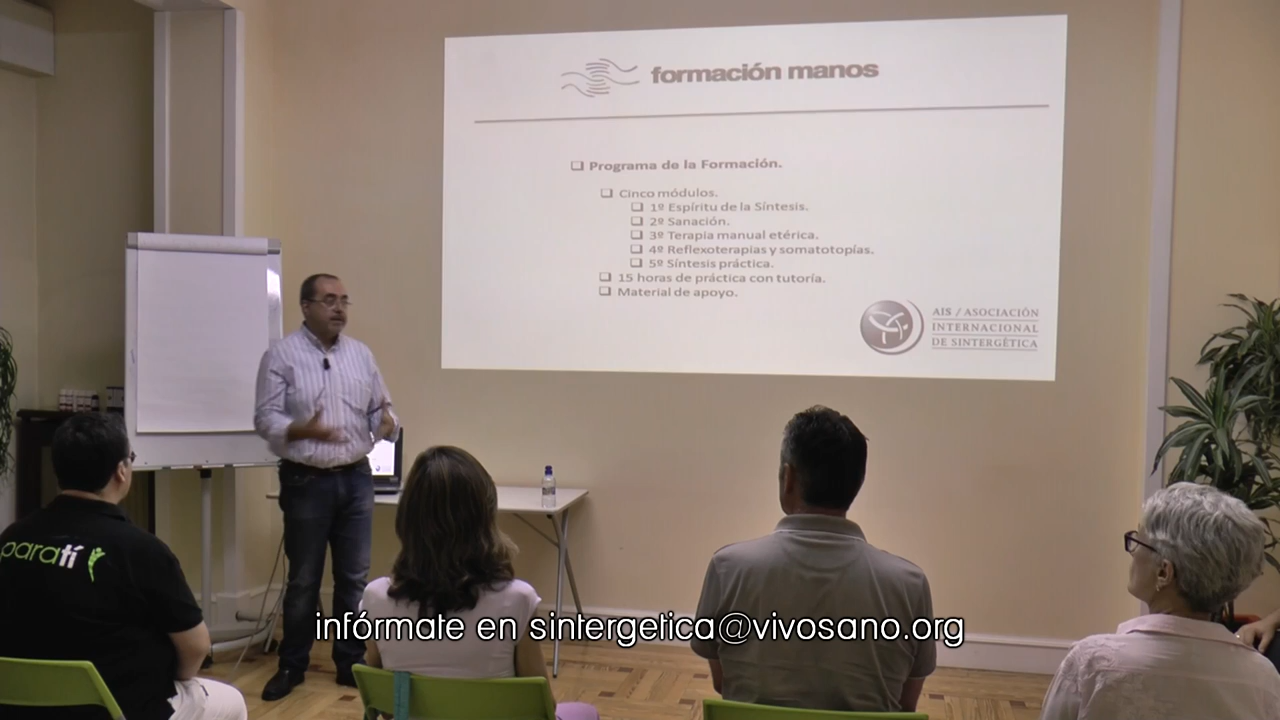 formación manos
❑ Programa de la Formación.
❑ Cinco módulos.
❑ 1º Espíritu de la Síntesis.
❑ 2º Sanación.
❑ 3º Terapia manual etérica.
❑ 4º Reflexoterapias y somatotopías.
❑ 5º Síntesis práctica.
❑ 15 horas de práctica con tutoría.
❑ Material de apoyo.
AIS / ASOCIACIÓN
INTERNACIONAL
DE SINTERGÉTICA
paratí
infórmate en sintergetica@vivosano.org